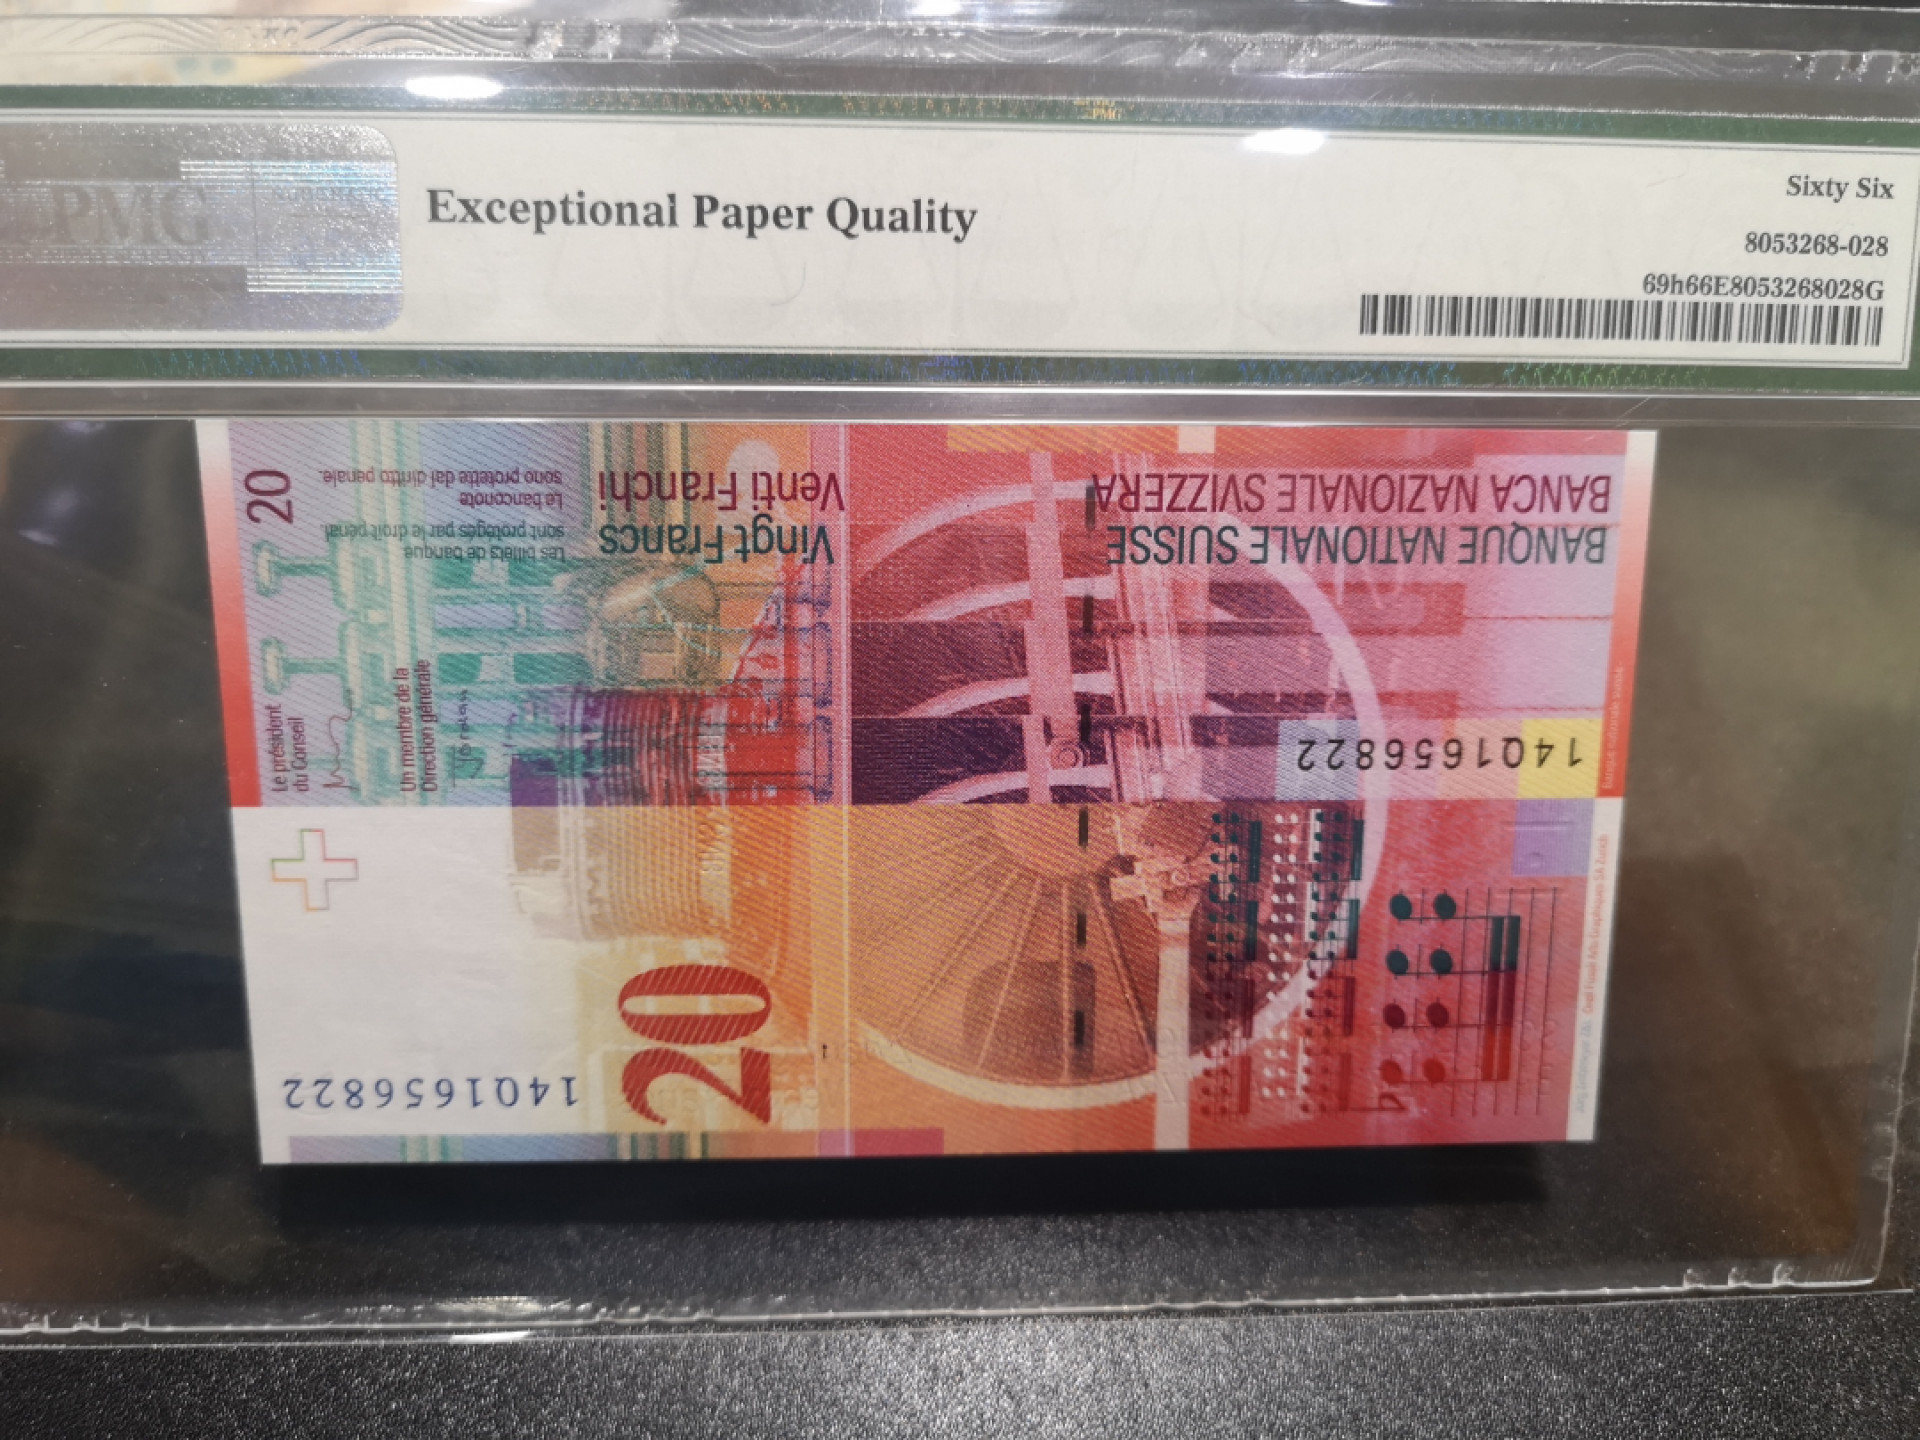 PMG
PMG
Exceptional Paper Quality
Sixty Six
8053268-028
69h66E8053268028G
20
Le banconote
sono protette dal diritto penale.
Les billets de banque
sont protégés par le droit pénal.
Venti Franchi
Vingt Francs
BANCA NAZIONALE SVIZZERA
BANQUE NATIONALE SUISSE
Le président
du Conseil
Un membre de la
Direction générale
14Q1656822
14Q1656822
20